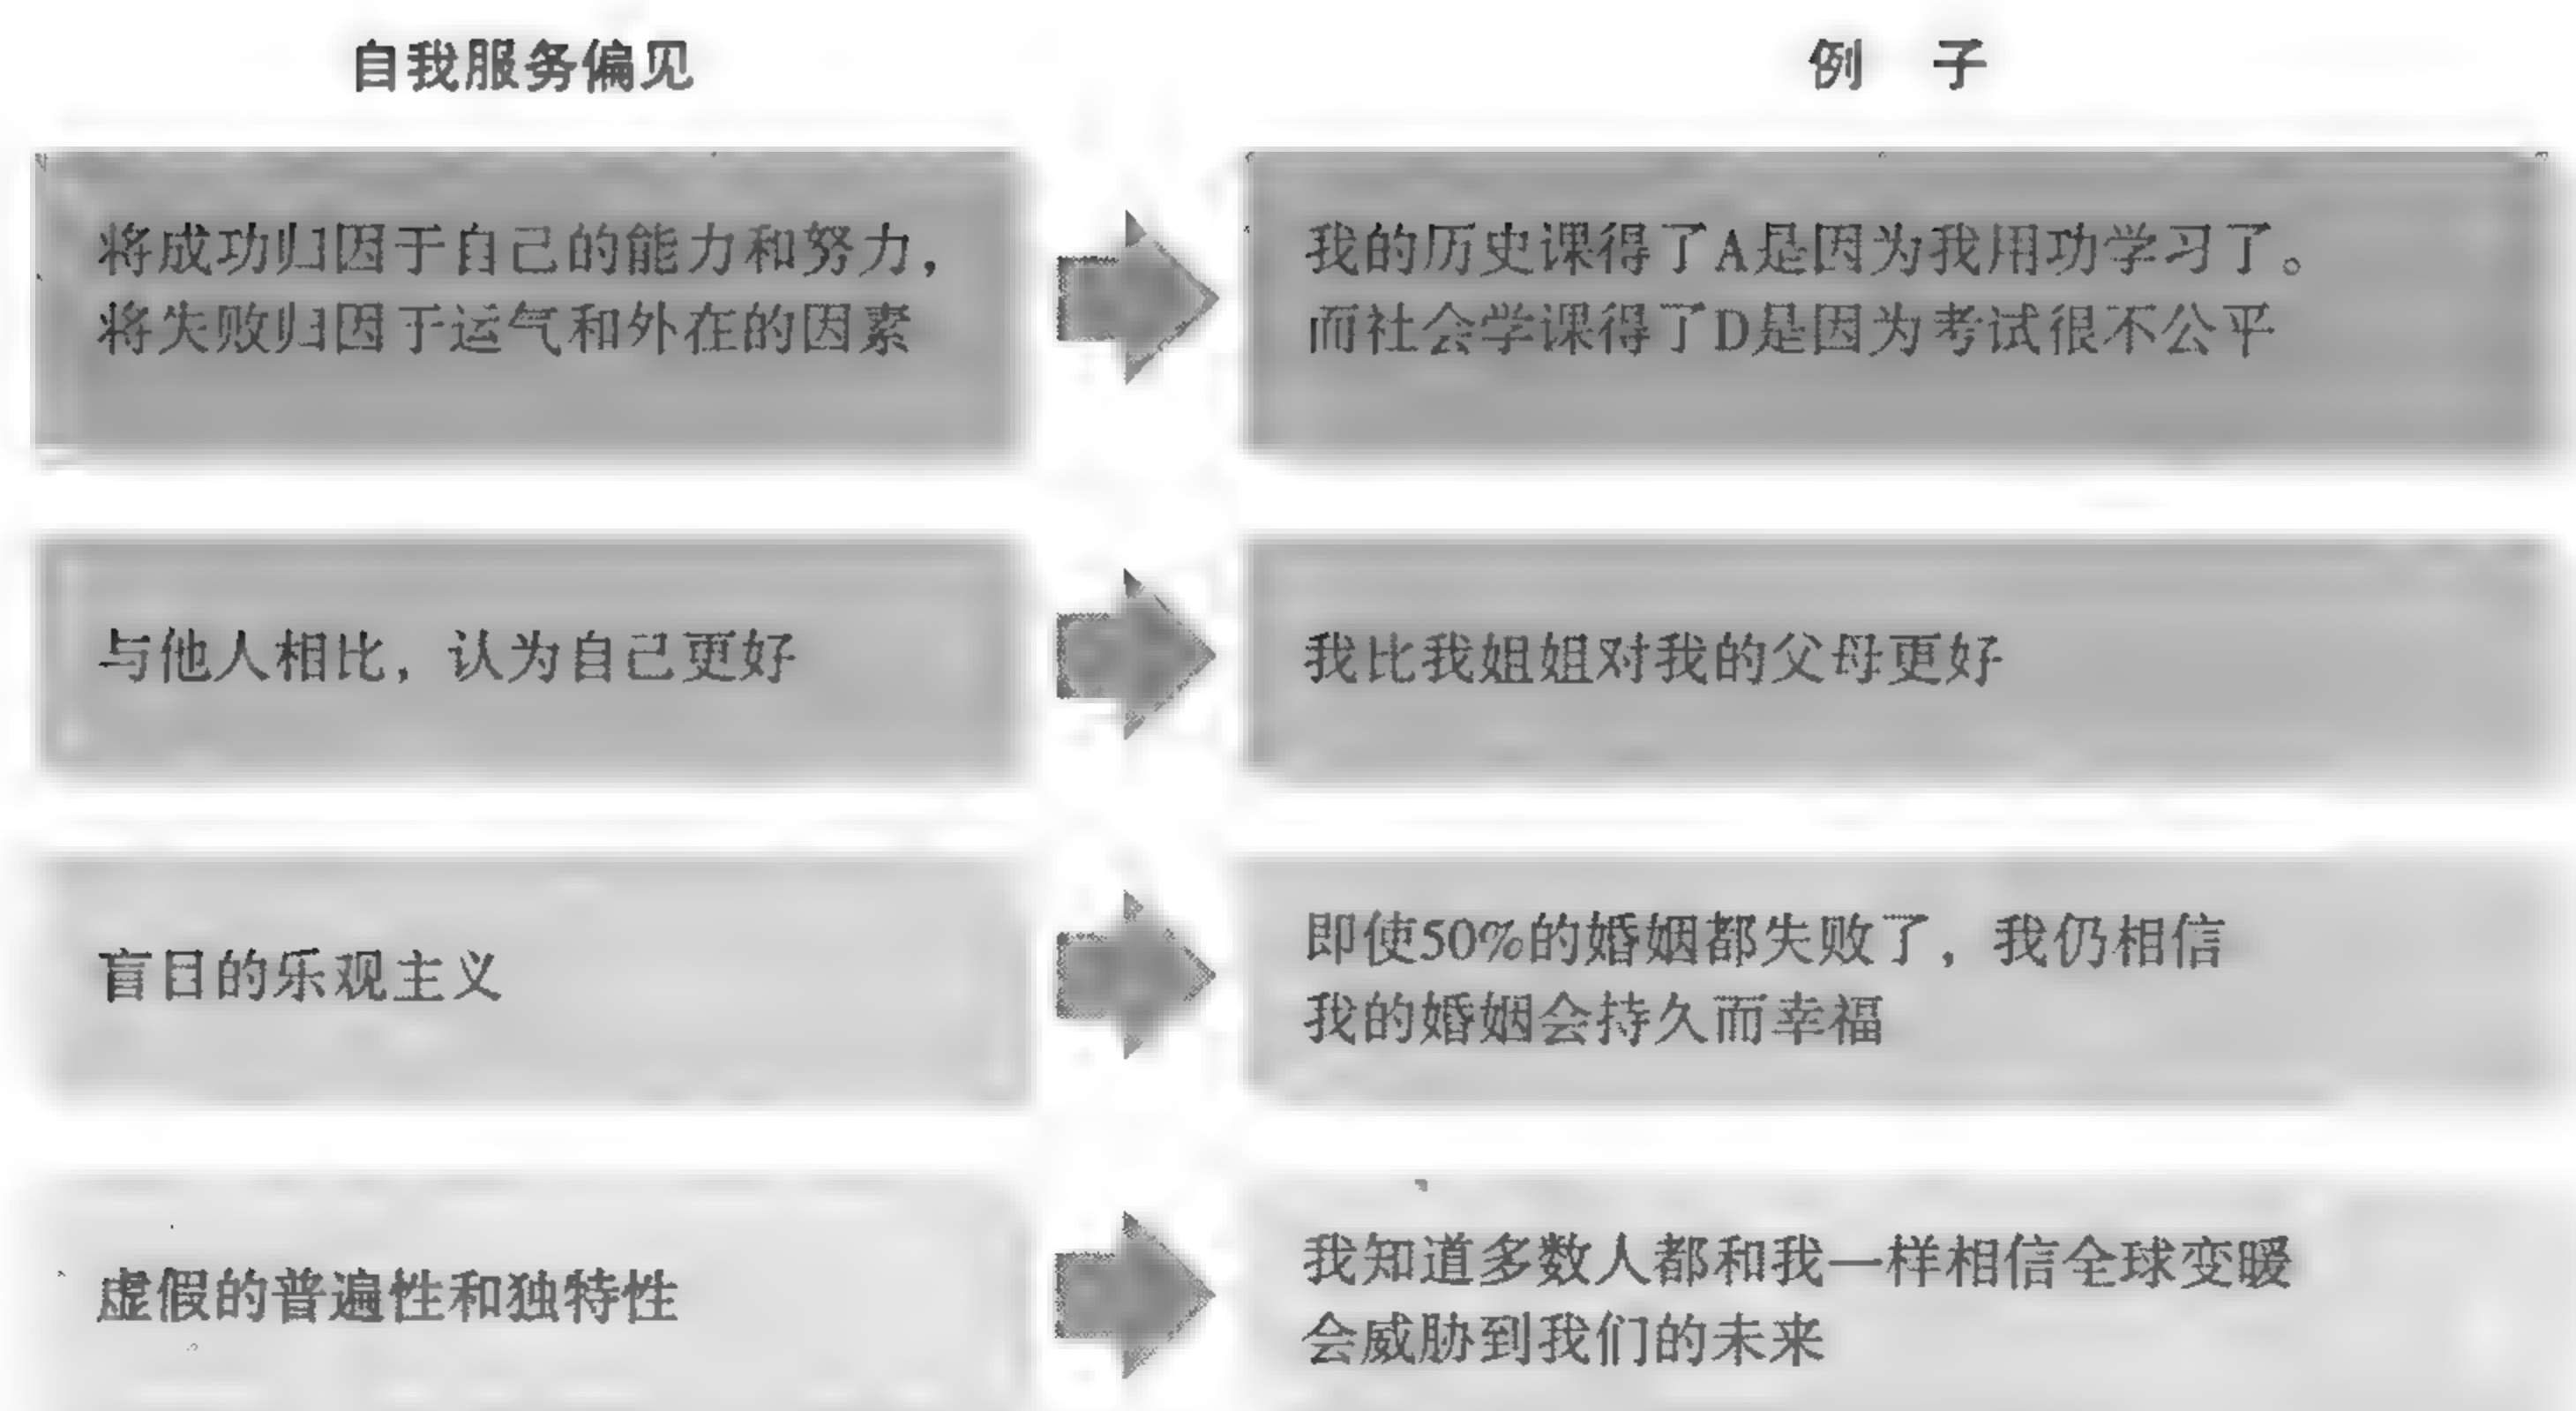 自我服务偏见
例 子
将成功归因于自己的能力和努力，
将失败归因于运气和外在的因素
我的历史课得了A是因为我用功学习了。
而社会学课得了D是因为考试很不公平
与他人相比，认为自己更好
我比我姐姐对我的父母更好
盲目的乐观主义
即使50%的婚姻都失败了，我仍相信
我的婚姻会持久而幸福
虚假的普遍性和独特性
我知道多数人都和我一样相信全球变暖
会威胁到我们的未来